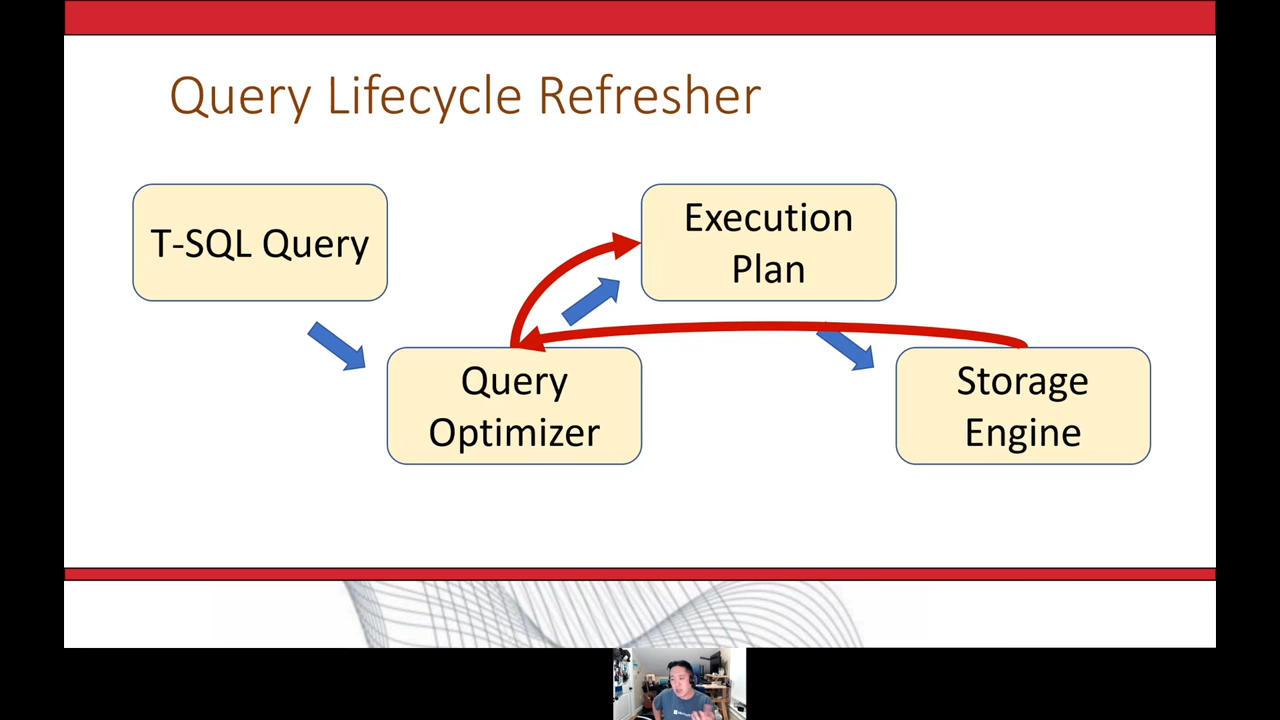 Query Lifecycle Refresher
T-SQL Query
Execution
Plan
Query
Optimizer
Storage
Engine